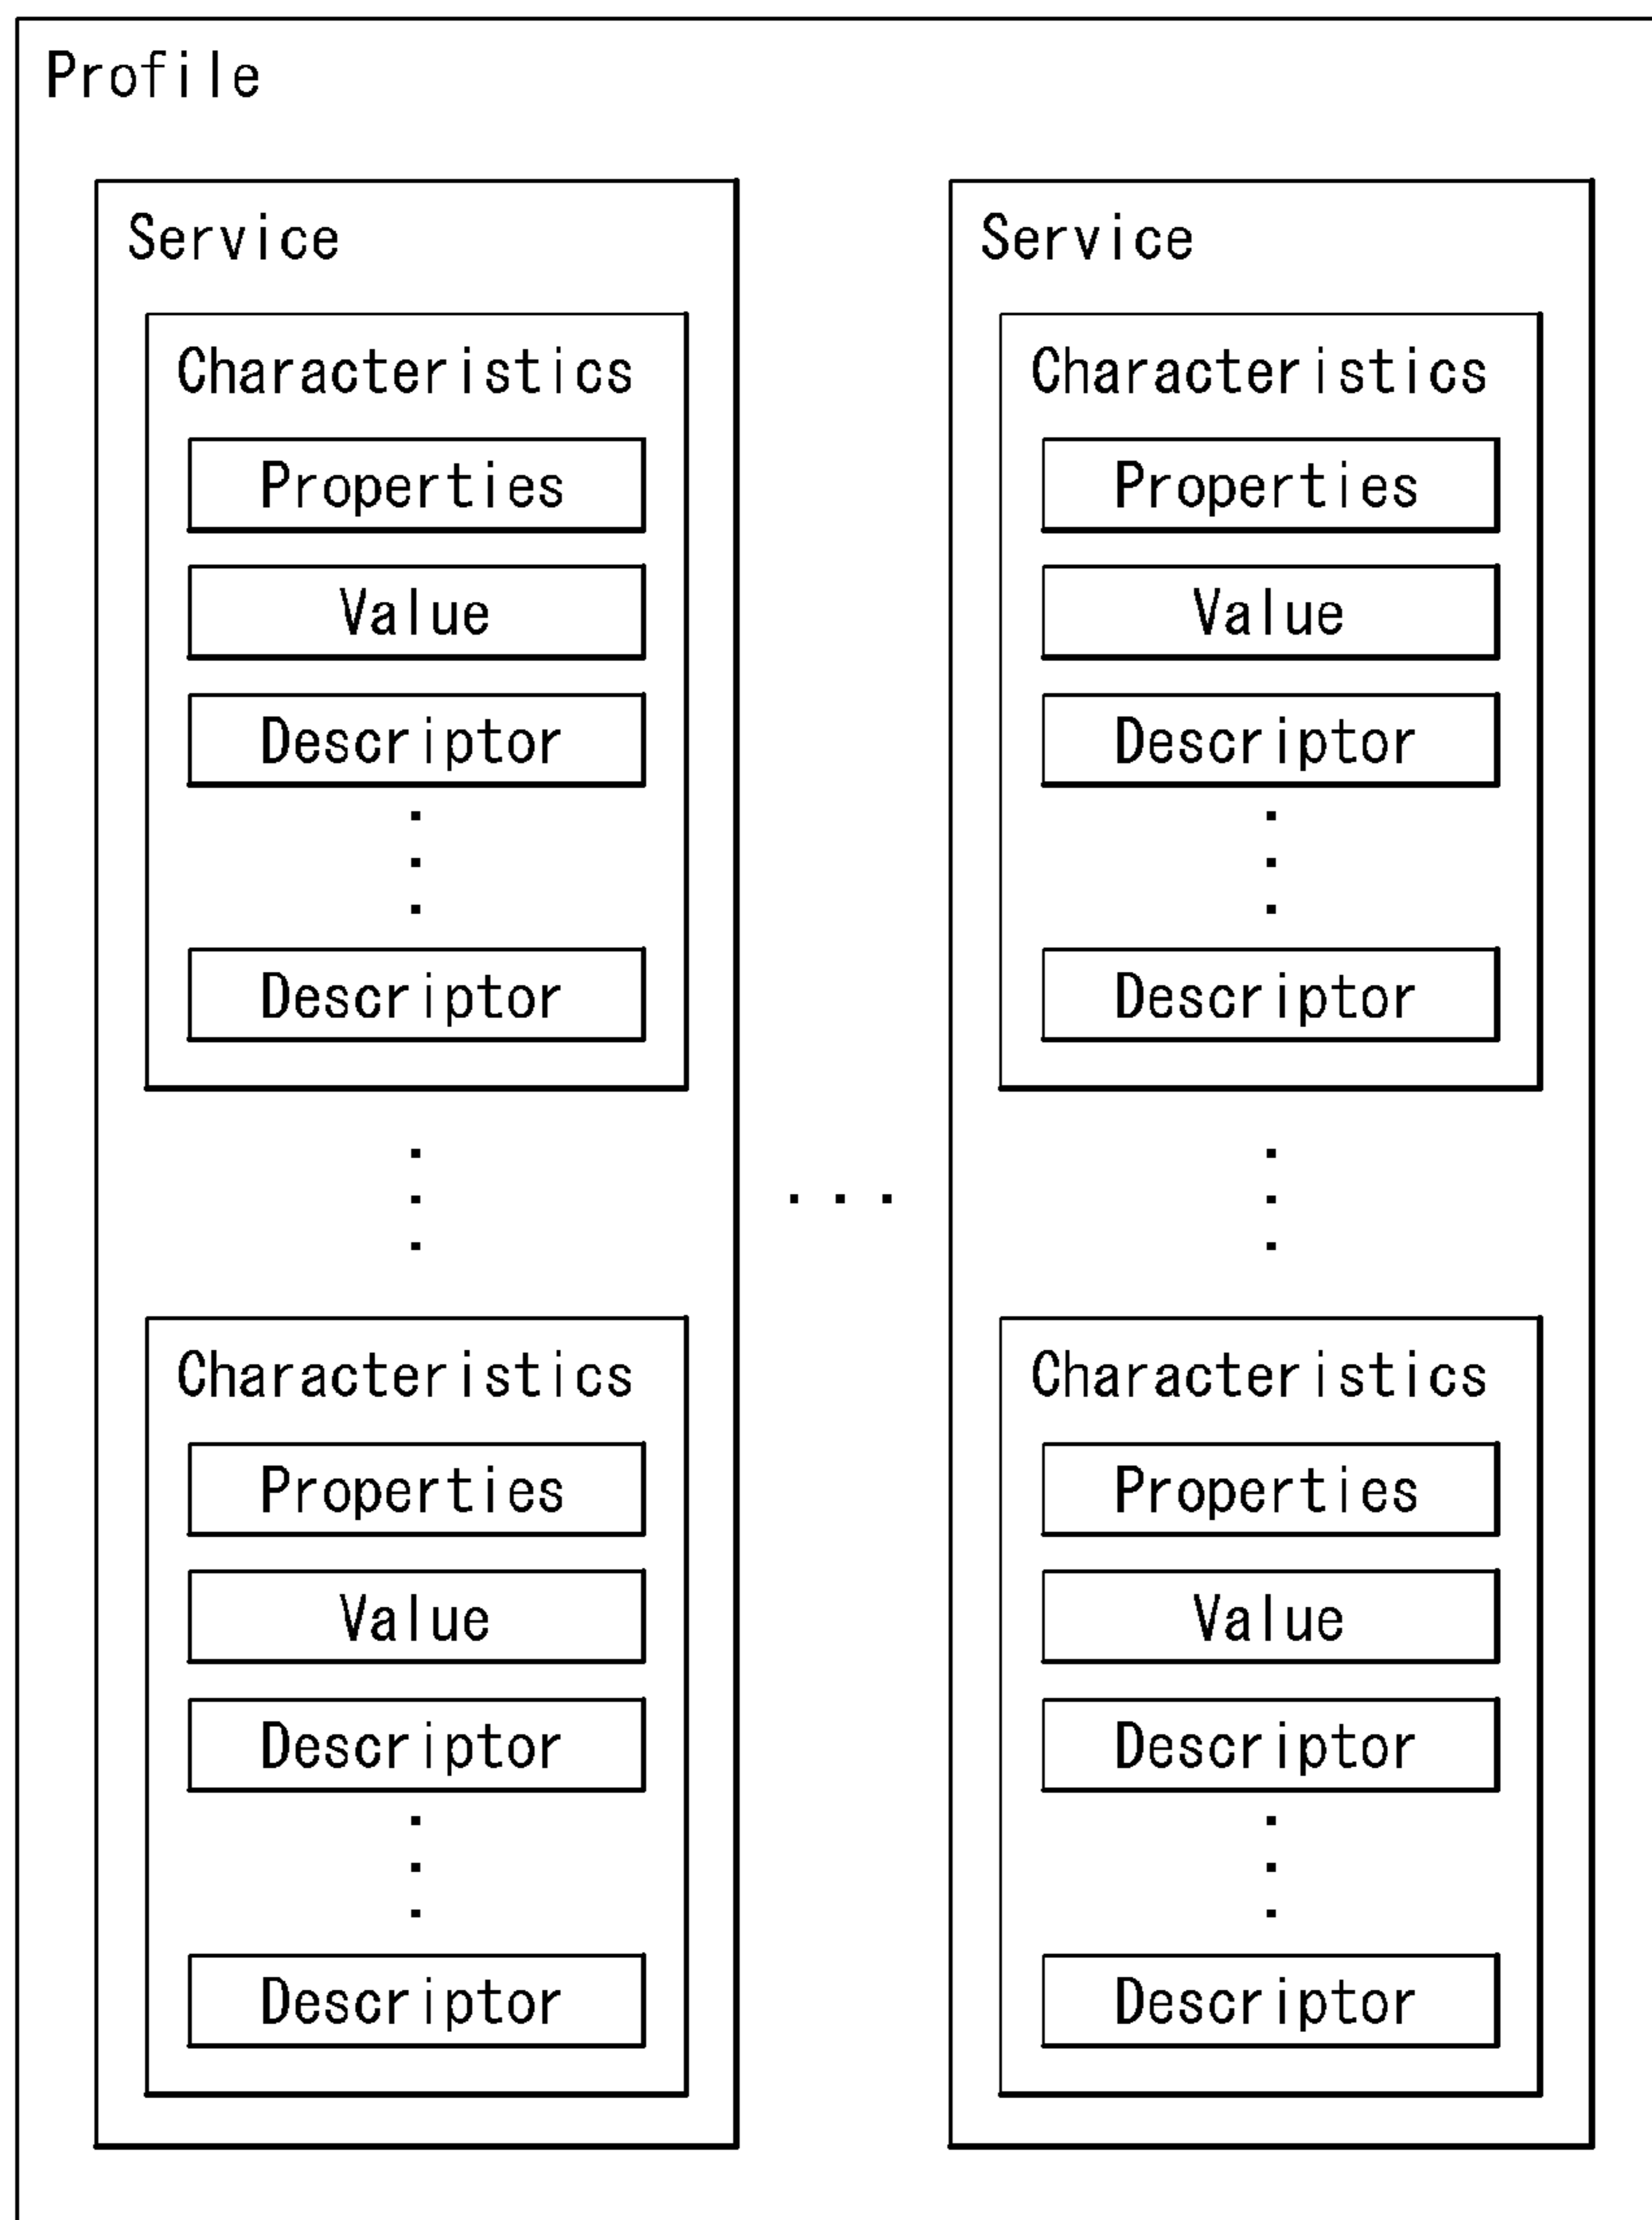 Profile
Service
Characteristics
Properties
Value
Descriptor
Descriptor
Characteristics
Properties
Value
Descriptor
Descriptor
Service
Characteristics
Properties
Value
Descriptor
Descriptor
Characteristics
Properties
Value
Descriptor
Descriptor